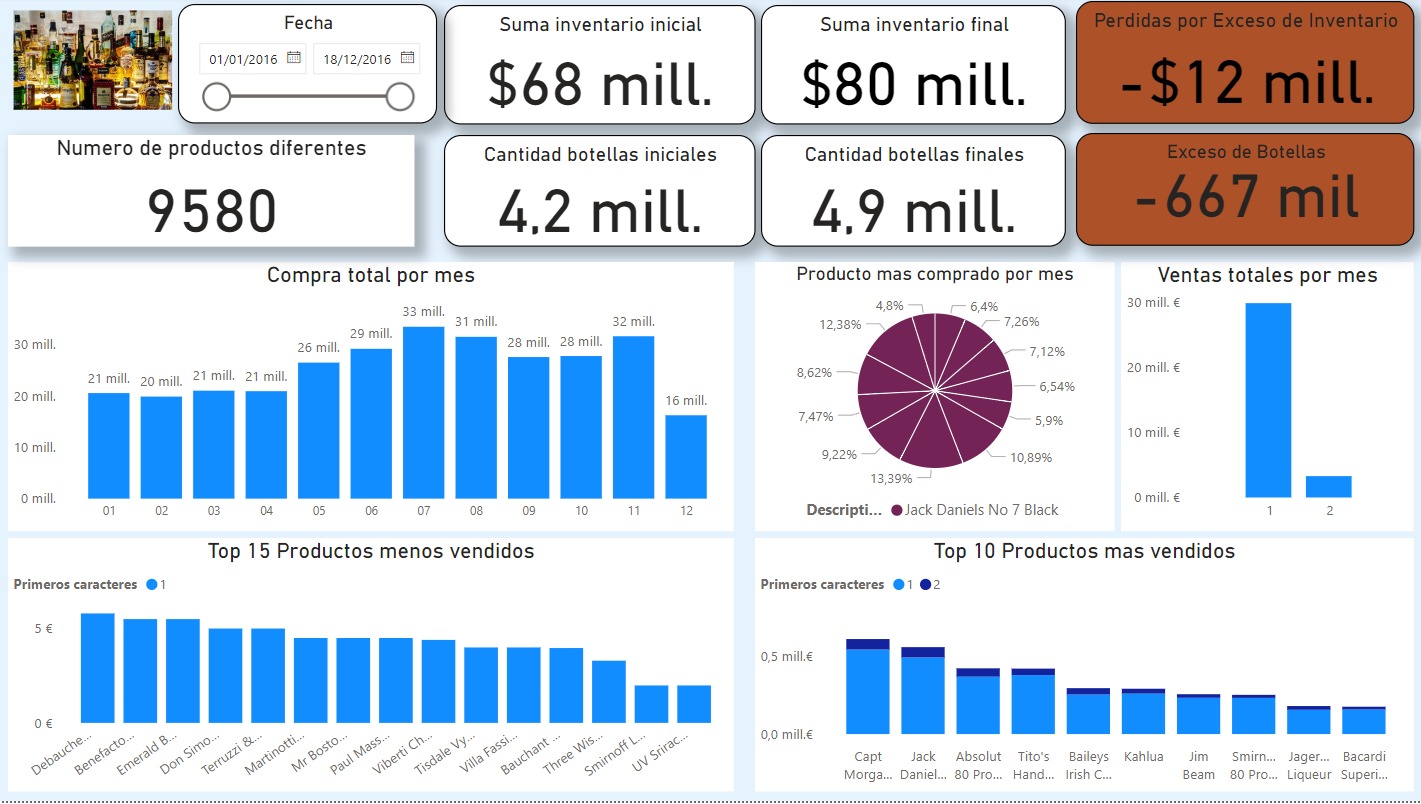 Fecha
01/01/2016
18/12/2016
Suma inventario inicial
$68 mill.
Suma inventario final
$80 mill.
Perdidas por Exceso de Inventario
-$12 mill.
Numero de productos diferentes
9580
Cantidad botellas iniciales
4,2 mill.
Cantidad botellas finales
4,9 mill.
Exceso de Botellas
-667 mil
Compra total por mes
30 mill.
20 mill.
10 mill.
0 mill.
21 mill.
20 mill.
21 mill.
21 mill.
26 mill.
29 mill.
33 mill.
31 mill.
28 mill.
28 mill.
32 mill.
16 mill.
01 02 03 04 05 06 07 08 09 10 11 12
Producto mas comprado por mes
6,4%
7,26%
7,12%
6,54%
5,9%
10,89%
13,39%
9,22%
7,47%
8,62%
12,38%
4,8%
Descripti... Jack Daniels No 7 Black
Ventas totales por mes
30 mill. €
20 mill. €
10 mill. €
0 mill. €
1 2
Top 15 Productos menos vendidos
Primeros caracteres 1
5 €
0 €
Debauche...
Benefacto...
Emerald B...
Don Simo...
Terruzzi &...
Martinotti...
Mr Bosto...
Paul Mass...
Viberti Ch...
Tisdale Vy...
Villa Fassi...
Bauchant ...
Three Wis...
Smirnoff L...
UV Srirac...
Top 10 Productos mas vendidos
Primeros caracteres 1 2
0,5 mill.€
0,0 mill.€
Capt
Morga...
Jack
Daniel...
Absolut
80 Pro...
Tito's
Hand...
Baileys
Irish C...
Kahlua
Jim
Beam
Smirn...
80 Pro...
Jager...
Liqueur
Bacardi
Superi...